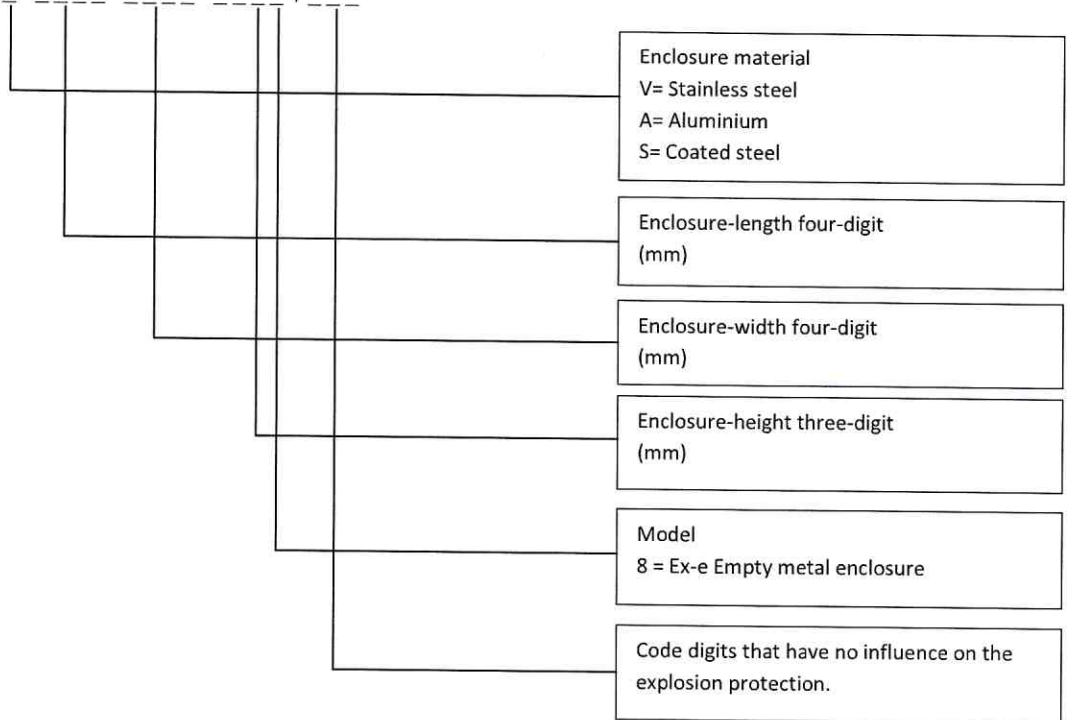 Enclosure material
V= Stainless steel
A= Aluminium
S= Coated steel
Enclosure-length four-digit
(mm)
Enclosure-width four-digit
(mm)
Enclosure-height three-digit
(mm)
Model
8 = Ex-e Empty metal enclosure
Code digits that have no influence on the
explosion protection.